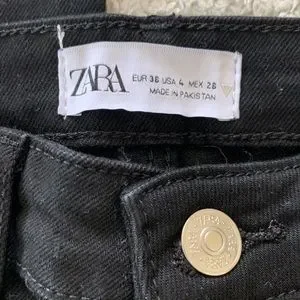 ZARA
EUR 36 USA 4 MEX 26
MADE IN PAKISTAN